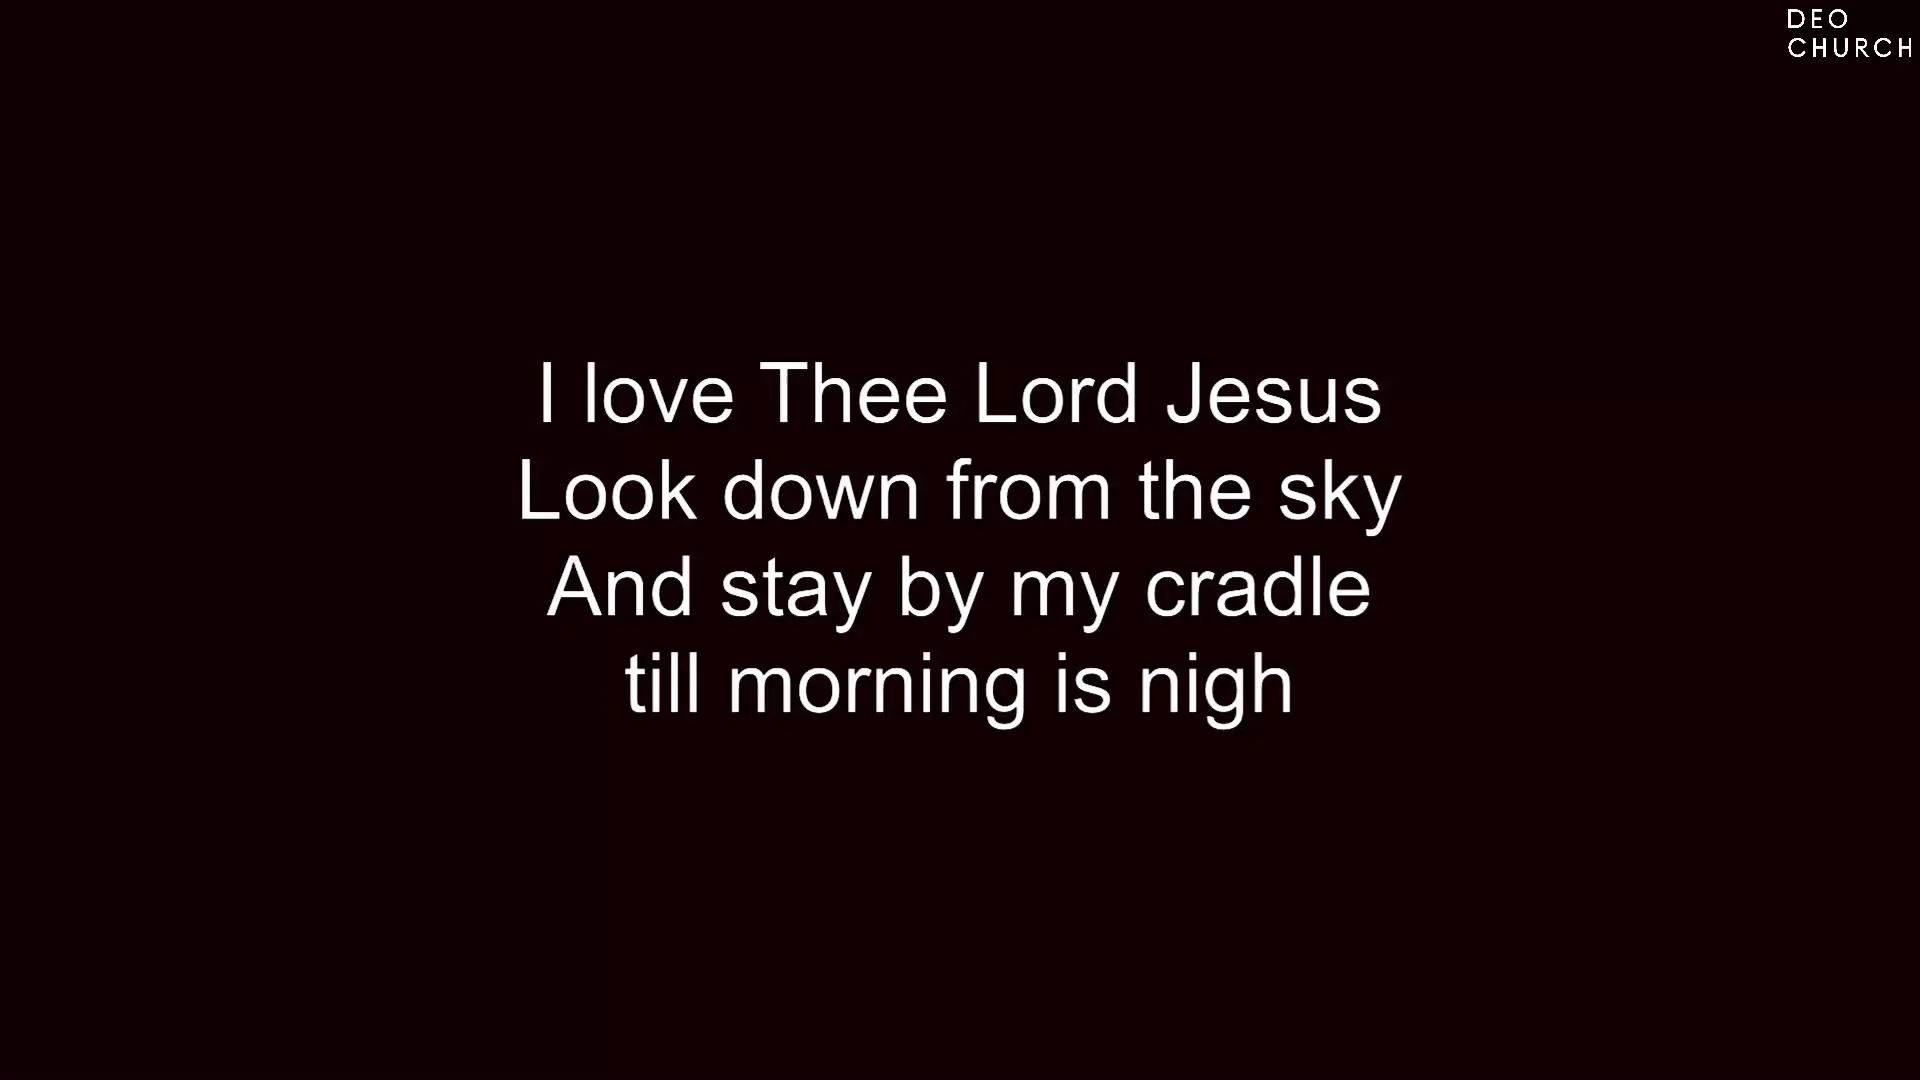 DEO
CHURCH
I love Thee Lord Jesus
Look down from the sky
And stay by my cradle
till morning is nigh